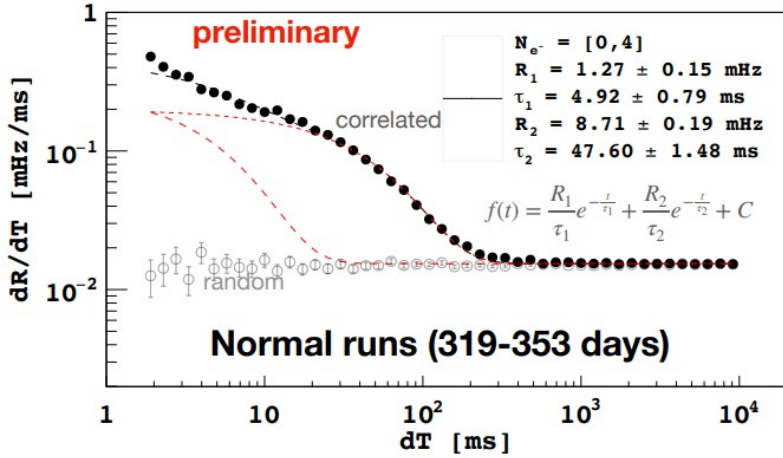 preliminary
N_e- = [0,4]
R_1 = 1.27 ± 0.15 mHz
τ_1 = 4.92 ± 0.79 ms
R_2 = 8.71 ± 0.19 mHz
τ_2 = 47.60 ± 1.48 ms
correlated
f(t) = R_1/τ_1 e^{-t/τ_1} + R_2/τ_2 e^{-t/τ_2} + C
random
Normal runs (319-353 days)
dR/dT [mHz/ms]
1
10^-1
10^-2
1 10 10^2 10^3 10^4
dT [ms]